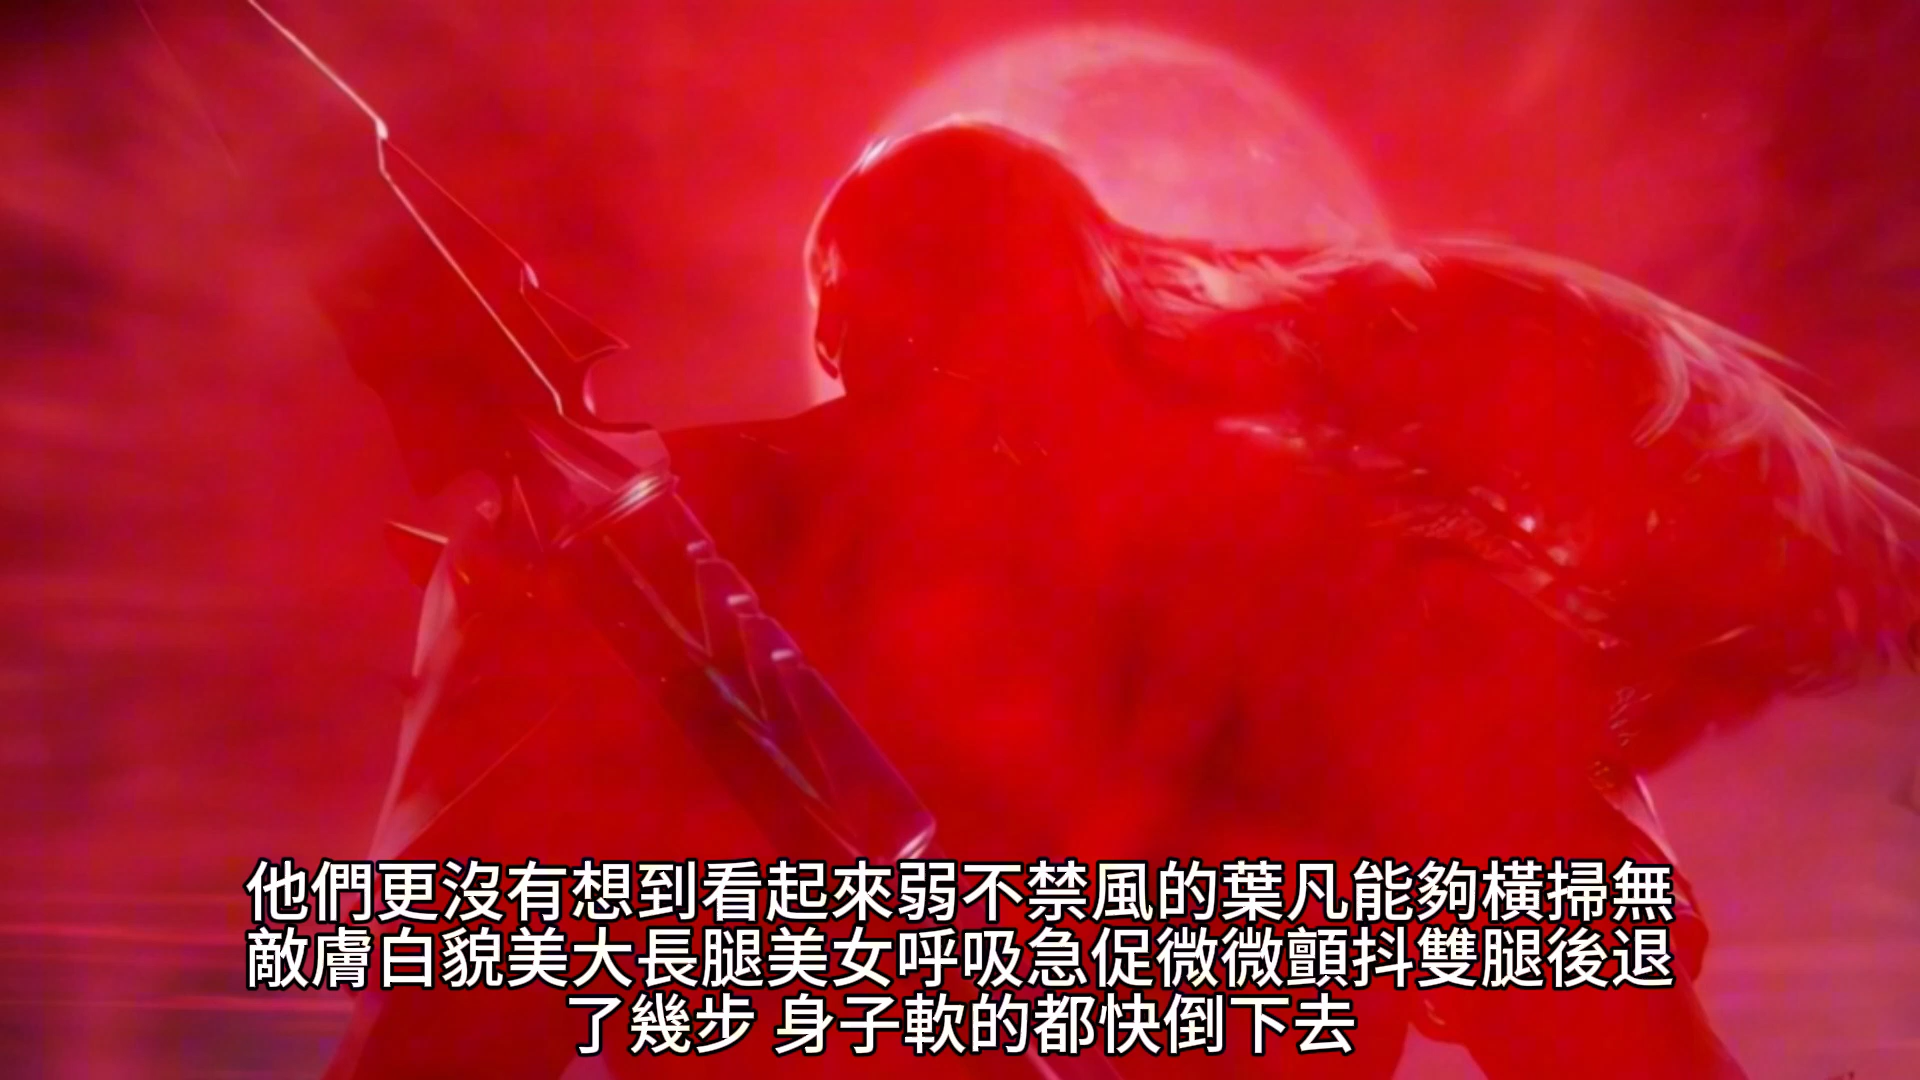 他們更沒有想到看起來弱不禁風的葉凡能夠橫掃無
敵膚白貌美大長腿美女呼吸急促微微顫抖雙腿後退
了幾步 身子軟的都快倒下去